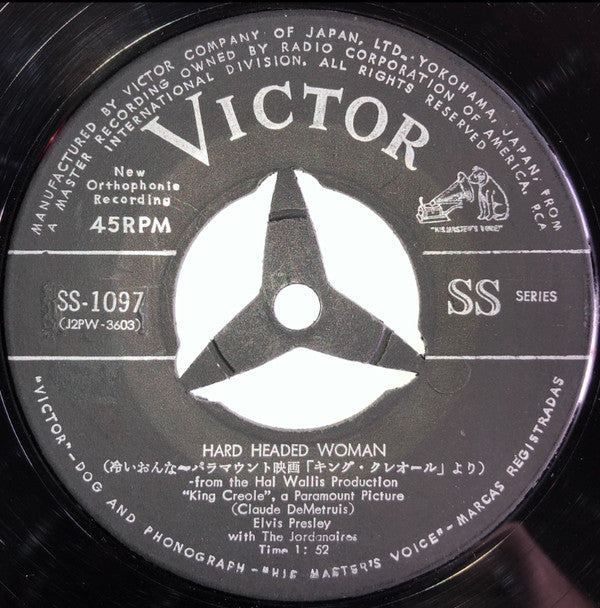 MANUFACTURED BY VICTOR COMPANY OF JAPAN, LTD., YOKOHAMA, JAPAN, FROM
A MASTER RECORDING OWNED BY RADIO CORPORATION OF AMERICA, RCA
INTERNATIONAL DIVISION. ALL RIGHTS RESERVED
VICTOR
New
Orthophonic
Recording
45RPM
"HIS MASTER'S VOICE"
SS-1097
(J2PW-3603)
SS SERIES
HARD HEADED WOMAN
(冷いおんな〜パラマウント映画「キング・クレオール」より)
-from the Hal Wallis Production
"King Creole", a Paramount Picture
(Claude DeMetruis)
Elvis Presley
with The Jordanaires
Time 1: 52
"VICTOR"-DOG AND PHONOGRAPH-"HIS MASTER'S VOICE"-MARCAS REGISTRADAS